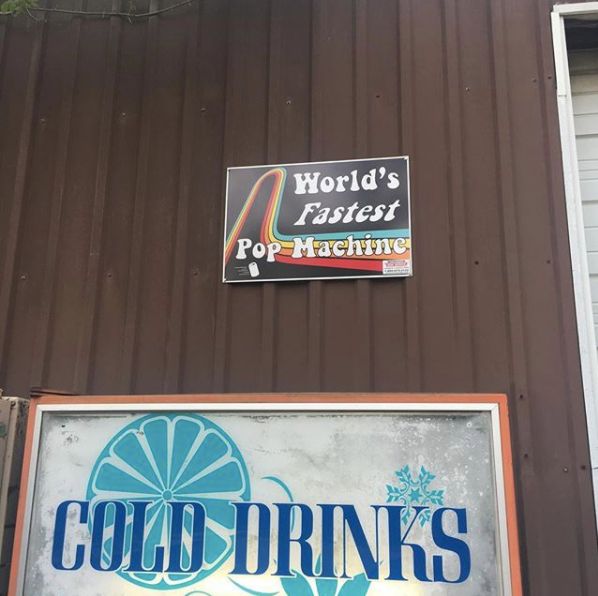 World's
Fastest
Pop Machine
COLD DRINKS